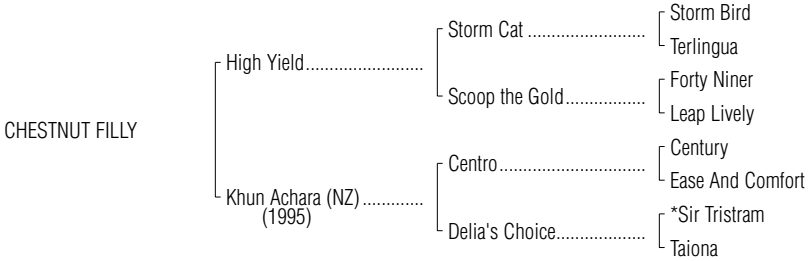 Storm Bird
Storm Cat ........................
Terlingua
High Yield........................
Forty Niner
Scoop the Gold................
Leap Lively
CHESTNUT FILLY
Century
Centro..............................
Ease And Comfort
Khun Achara (NZ) ............
(1995)
*Sir Tristram
Delia's Choice..................
Taiona